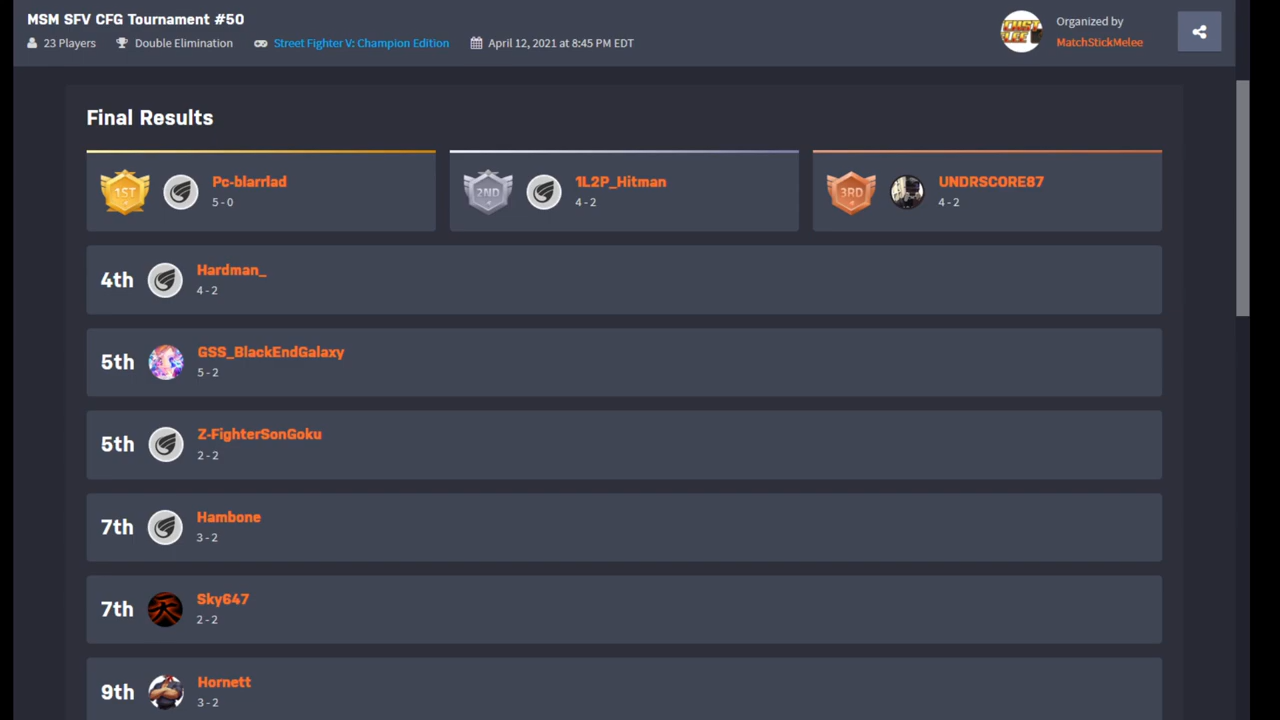 MSM SFV CFG Tournament #50
23 Players Double Elimination Street Fighter V: Champion Edition April 12, 2021 at 8:45 PM EDT
Organized by
MatchStickMelee
Final Results
1ST Pc-blarrlad
5 - 0
2ND 1L2P_Hitman
4 - 2
3RD UNDRSCORE87
4 - 2
4th Hardman_
4 - 2
5th GSS_BlackEndGalaxy
5 - 2
5th Z-FighterSonGoku
2 - 2
7th Hambone
3 - 2
7th Sky647
2 - 2
9th Hornett
3 - 2